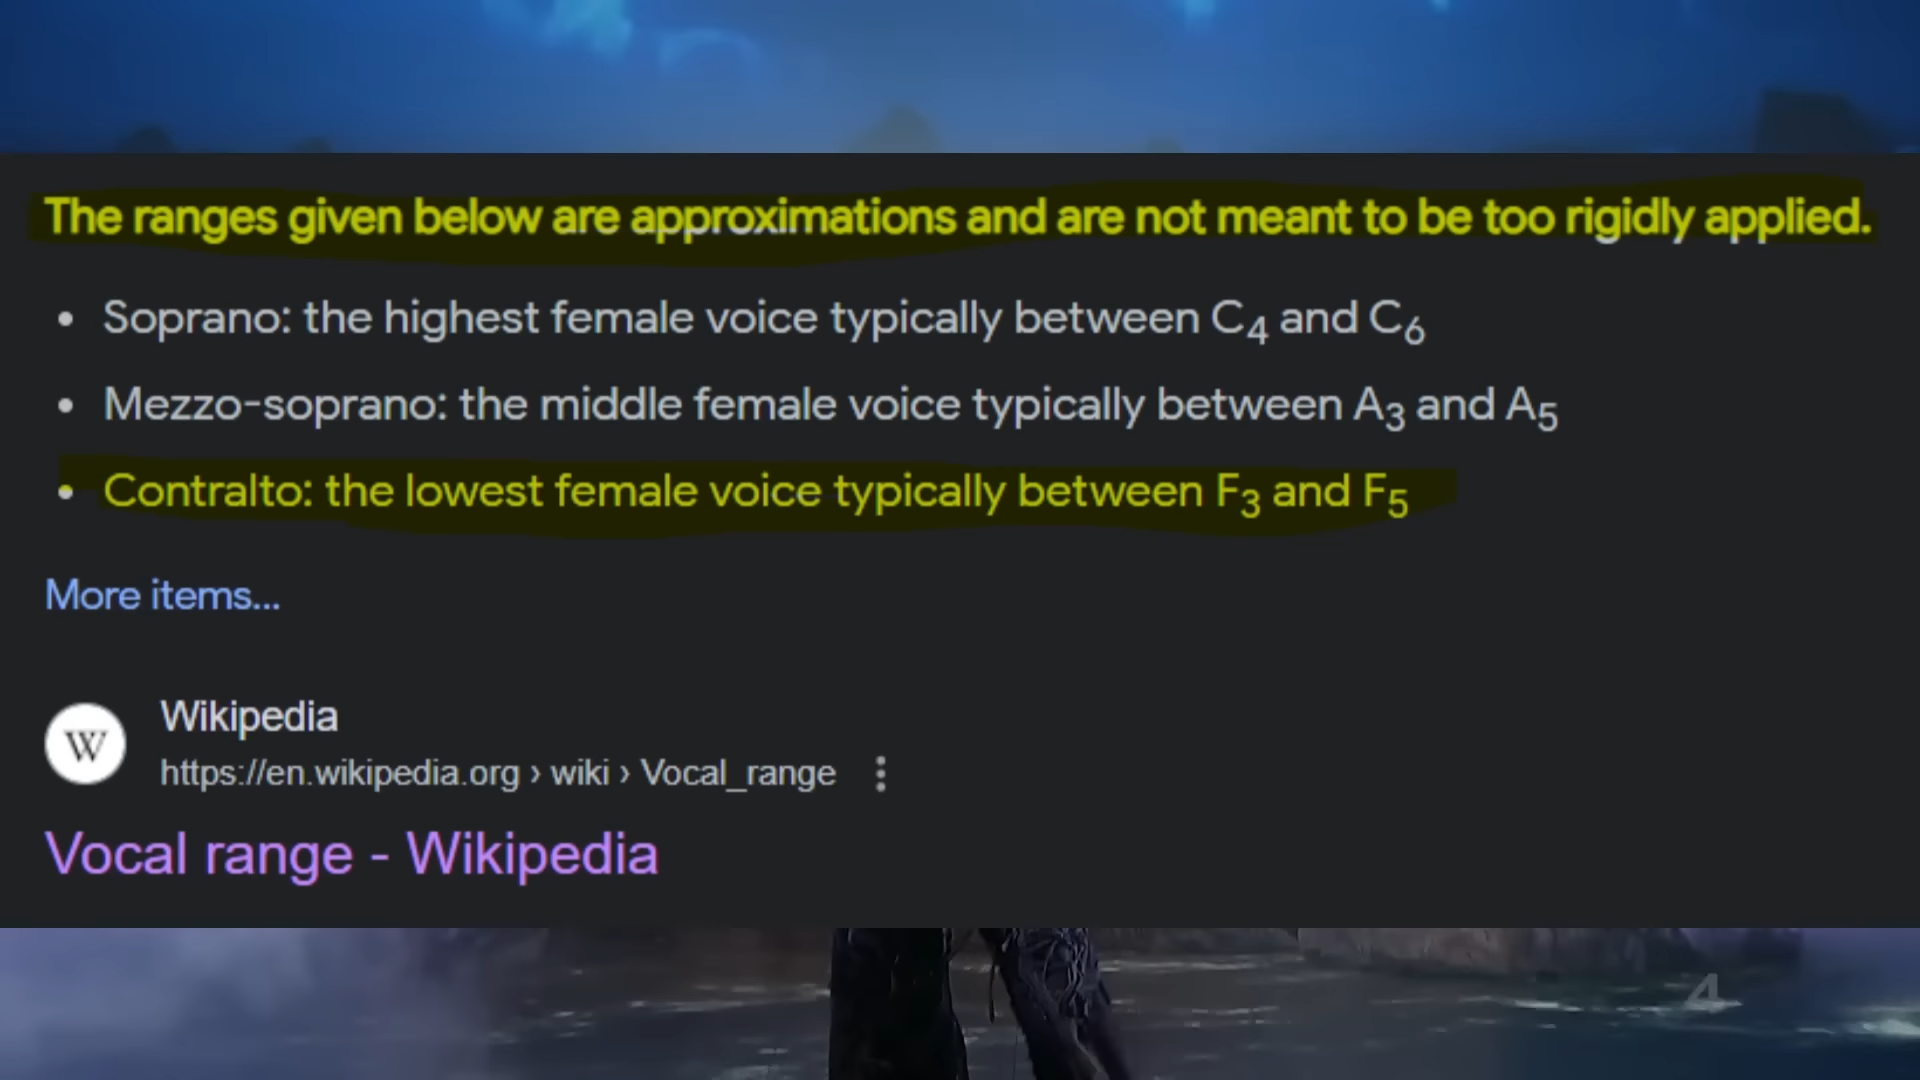 The ranges given below are approximations and are not meant to be too rigidly applied.
• Soprano: the highest female voice typically between C4 and C6
• Mezzo-soprano: the middle female voice typically between A3 and A5
• Contralto: the lowest female voice typically between F3 and F5
More items...
W
Wikipedia
https://en.wikipedia.org › wiki › Vocal_range
Vocal range - Wikipedia
4